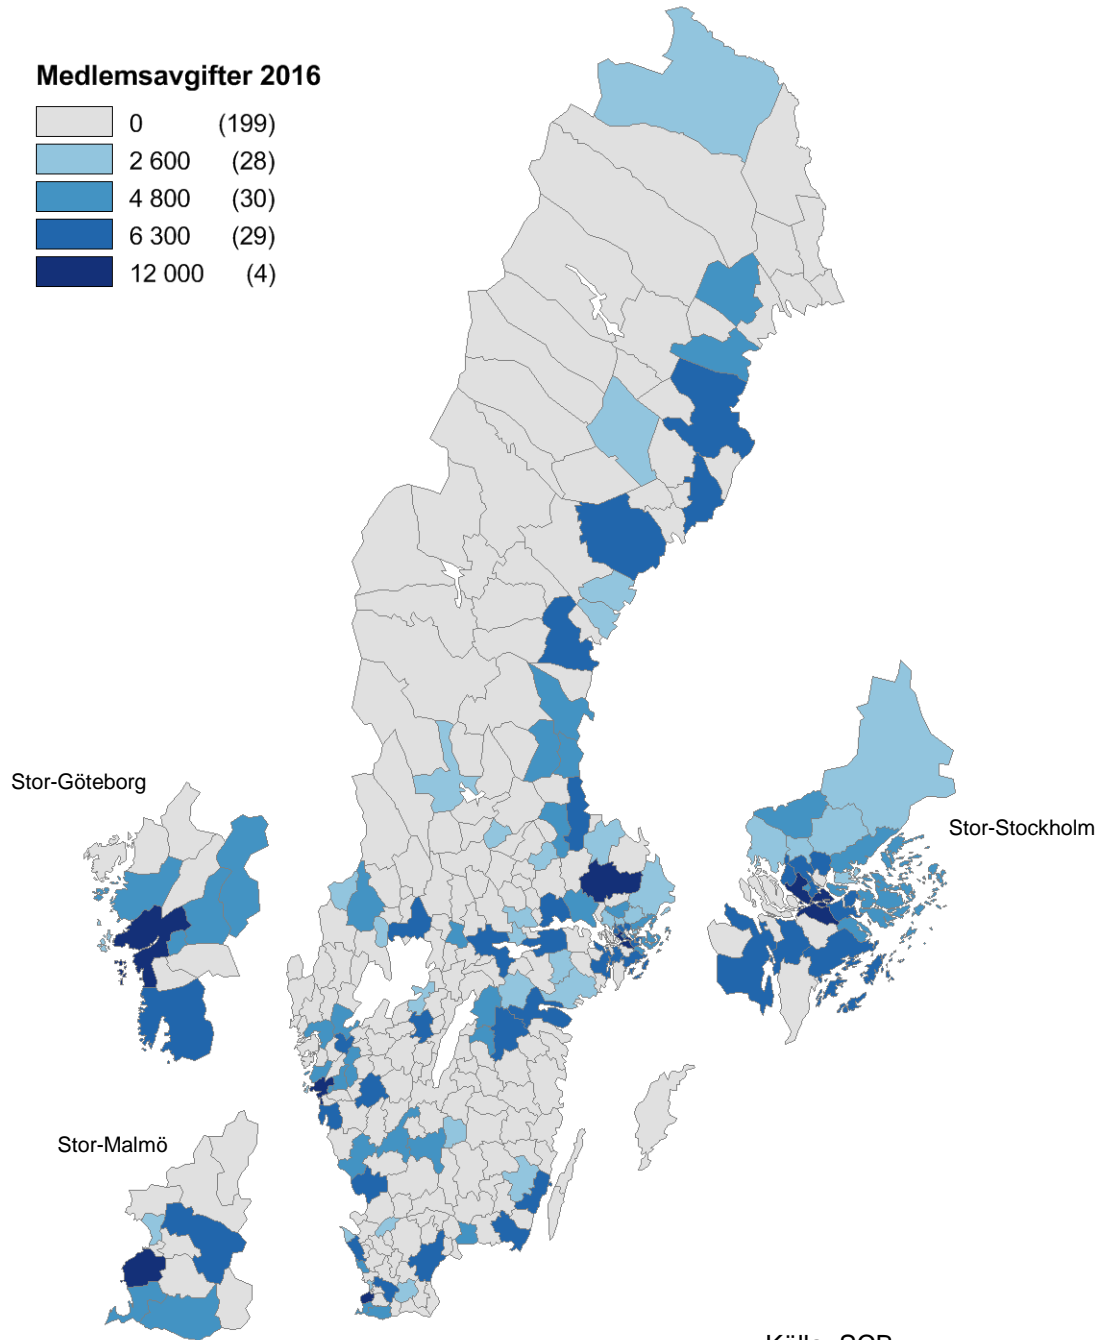 Medlemsavgifter 2016
0 (199)
2 600 (28)
4 800 (30)
6 300 (29)
12 000 (4)
Stor-Göteborg
Stor-Stockholm
Stor-Malmö